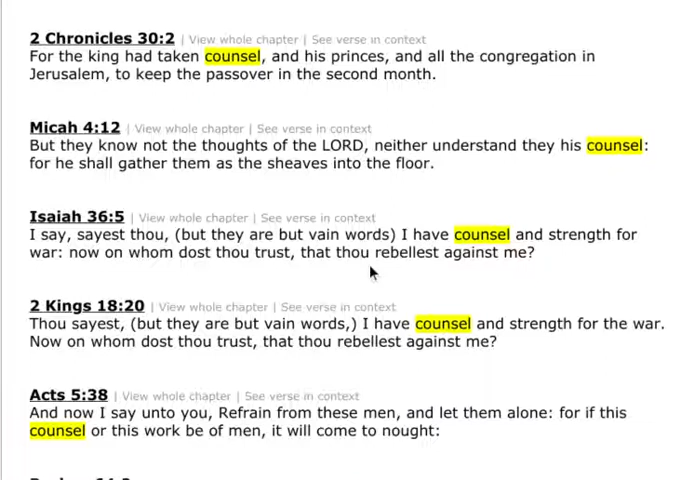 2 Chronicles 30:2 | View whole chapter | See verse in context
For the king had taken counsel, and his princes, and all the congregation in
Jerusalem, to keep the passover in the second month.
Micah 4:12 | View whole chapter | See verse in context
But they know not the thoughts of the LORD, neither understand they his counsel:
for he shall gather them as the sheaves into the floor.
Isaiah 36:5 | View whole chapter | See verse in context
I say, sayest thou, (but they are but vain words) I have counsel and strength for
war: now on whom dost thou trust, that thou rebellest against me?
2 Kings 18:20 | View whole chapter | See verse in context
Thou sayest, (but they are but vain words,) I have counsel and strength for the war.
Now on whom dost thou trust, that thou rebellest against me?
Acts 5:38 | View whole chapter | See verse in context
And now I say unto you, Refrain from these men, and let them alone: for if this
counsel or this work be of men, it will come to nought: